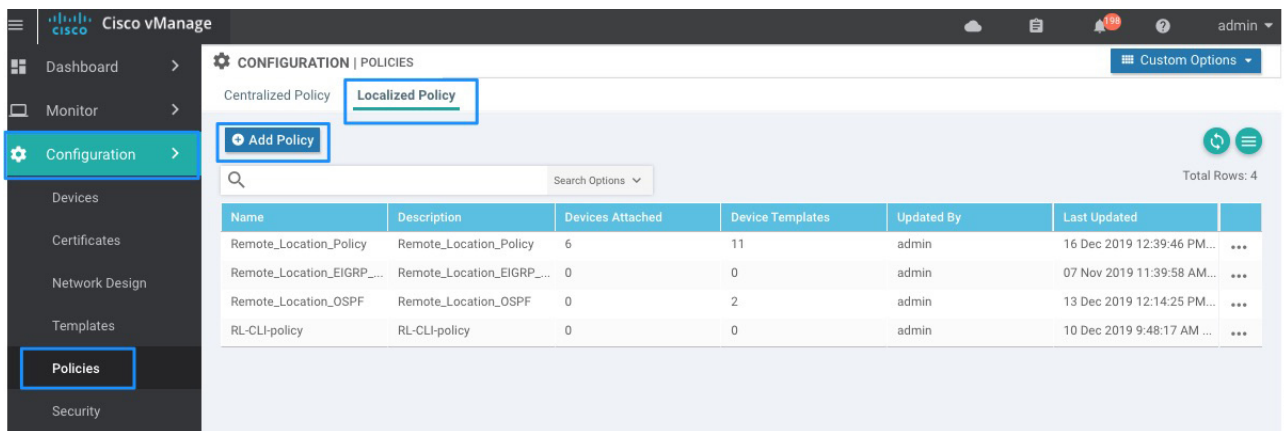 cisco Cisco vManage 198 admin
Dashboard
CONFIGURATION | POLICIES
Custom Options
Centralized Policy Localized Policy
Monitor
Add Policy
Configuration
Search Options
Total Rows: 4
Devices
Name Description Devices Attached Device Templates Updated By Last Updated
Certificates
Remote_Location_Policy Remote_Location_Policy 6 11 admin 16 Dec 2019 12:39:46 PM... •••
Remote_Location_EIGRP_... Remote_Location_EIGRP_... 0 0 admin 07 Nov 2019 11:39:58 AM... •••
Network Design
Remote_Location_OSPF Remote_Location_OSPF 0 2 admin 13 Dec 2019 12:14:25 PM... •••
Templates
RL-CLI-policy RL-CLI-policy 0 0 admin 10 Dec 2019 9:48:17 AM ... •••
Policies
Security